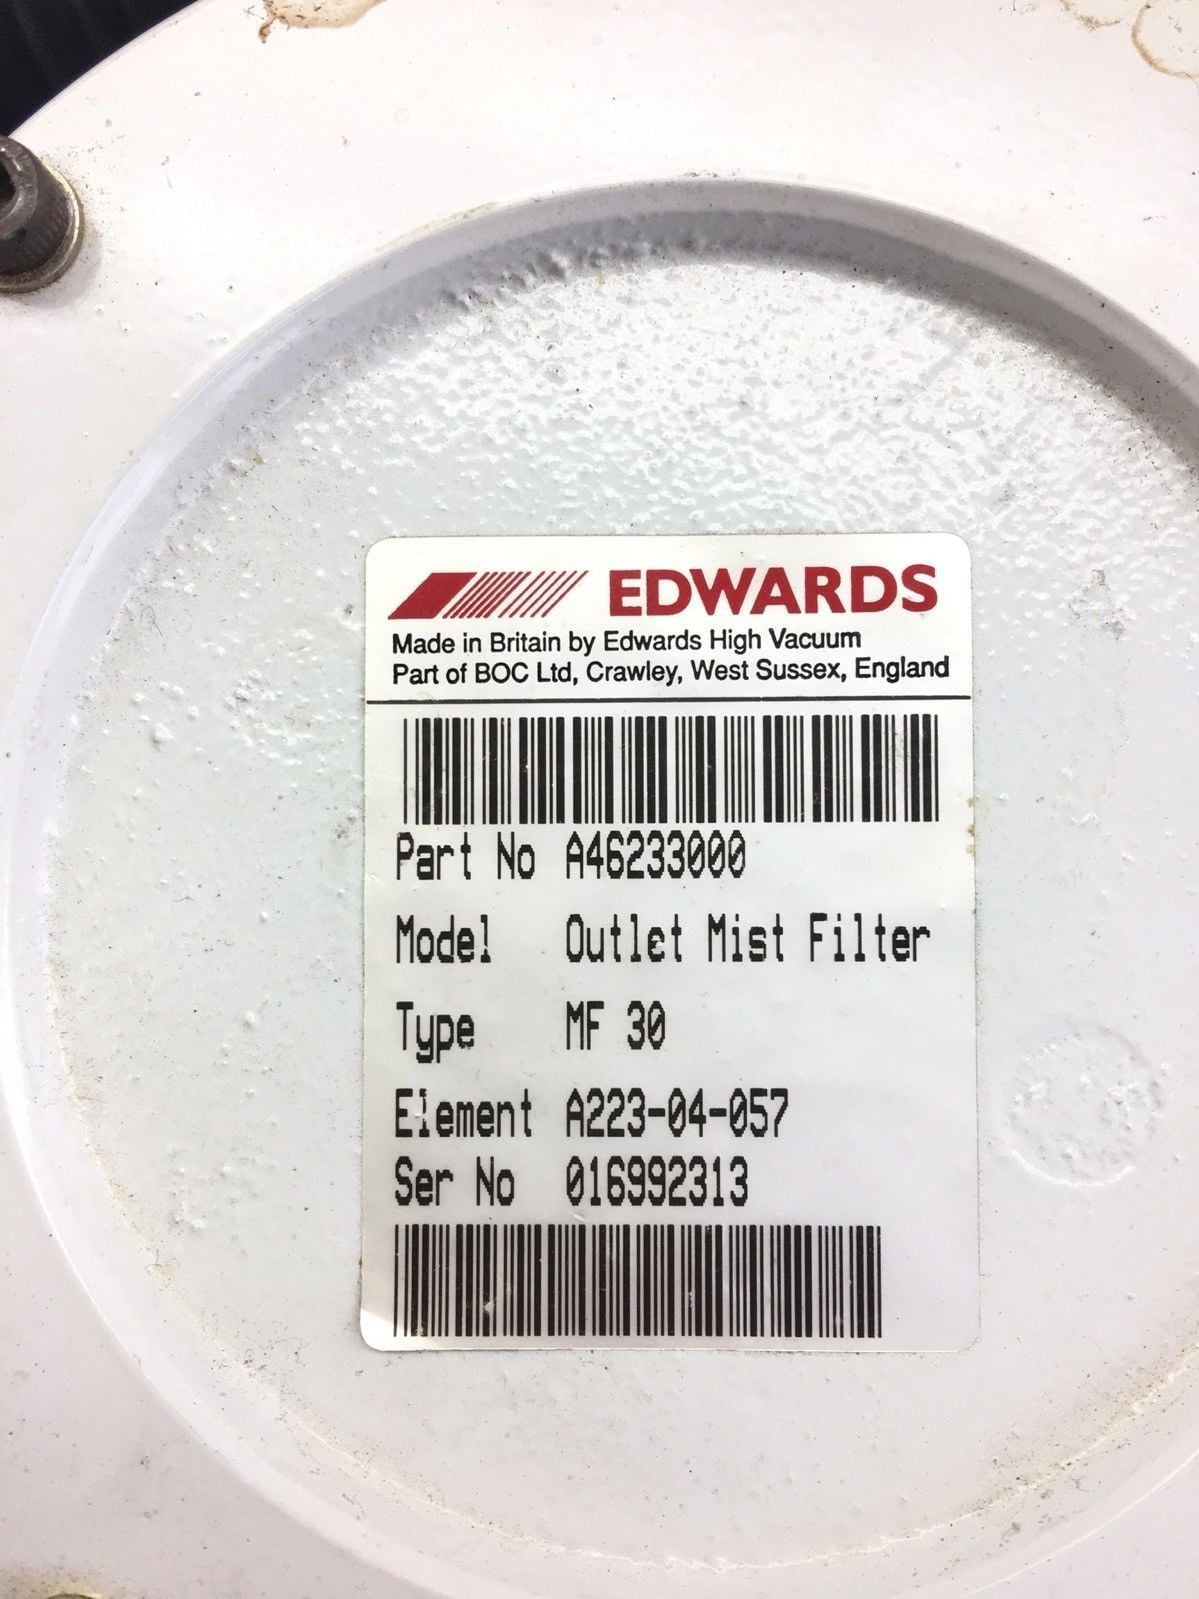 EDWARDS
Made in Britain by Edwards High Vacuum
Part of BOC Ltd, Crawley, West Sussex, England
Part No A46233000
Model Outlet Mist Filter
Type MF 30
Element A223-04-057
Ser No 016992313